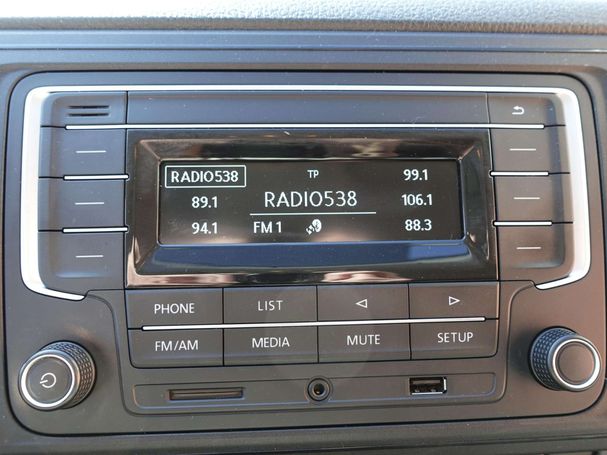 RADIO538 TP 99.1
89.1 RADIO538 106.1
94.1 FM 1 88.3
PHONE LIST
FM/AM MEDIA MUTE SETUP